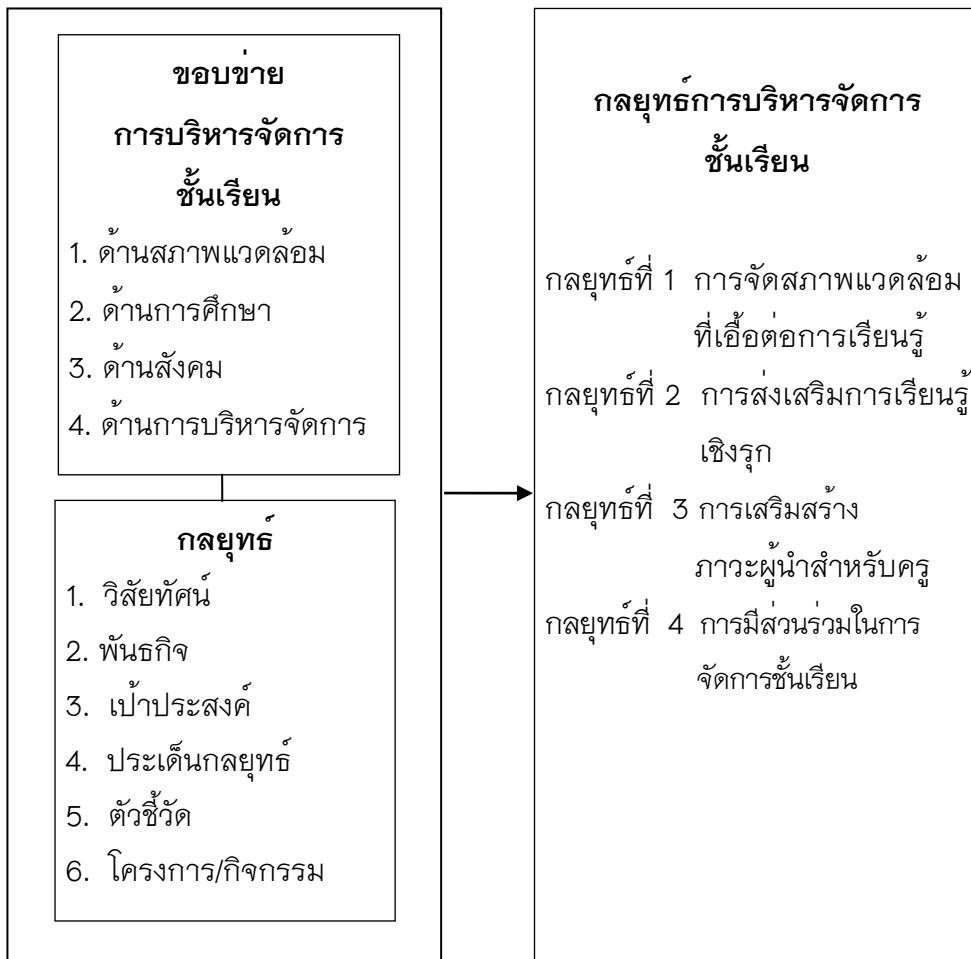 ขอบข่าย
การบริหารจัดการ
ชั้นเรียน
1. ด้านสภาพแวดล้อม
2. ด้านการศึกษา
3. ด้านสังคม
4. ด้านการบริหารจัดการ
กลยุทธ์
1. วิสัยทัศน์
2. พันธกิจ
3. เป้าประสงค์
4. ประเด็นกลยุทธ์
5. ตัวชี้วัด
6. โครงการ/กิจกรรม
กลยุทธ์การบริหารจัดการ
ชั้นเรียน
กลยุทธ์ที่ 1 การจัดสภาพแวดล้อม
ที่เอื้อต่อการเรียนรู้
กลยุทธ์ที่ 2 การส่งเสริมการเรียนรู้
เชิงรุก
กลยุทธ์ที่ 3 การเสริมสร้าง
ภาวะผู้นำสำหรับครู
กลยุทธ์ที่ 4 การมีส่วนร่วมในการ
จัดการชั้นเรียน